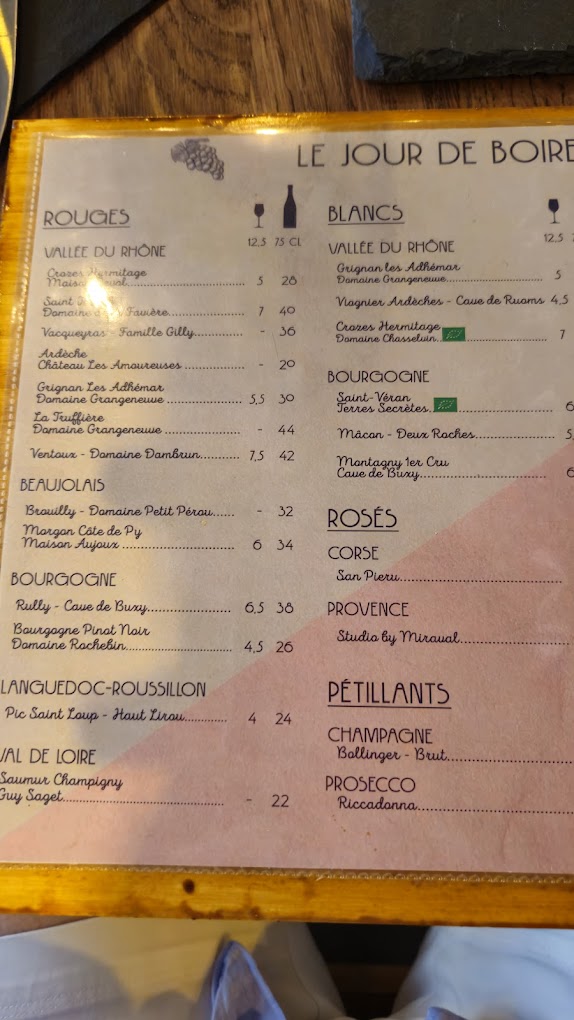 LE JOUR DE BOIRE
ROUGES
12,5 75 CL
VALLÉE DU RHÔNE
Crozes Hermitage
Maison 5 28
Saint
Domaine Favière 7 40
Vacqueyras - Famille Gilly - 36
Ardèche
Château Les Amoureuses - 20
Grignan Les Adhémar
Domaine Grangeneuve 5,5 30
La Truffière
Domaine Grangeneuve - 44
Ventoux - Domaine Dambrun 7,5 42
BEAUJOLAIS
Brouilly - Domaine Petit Pérou - 32
Morgon Côte de Py
Maison Aujoux 6 34
BOURGOGNE
Rully - Cave de Buxy 6,5 38
Bourgogne Pinot Noir
Domaine Rochebin 4,5 26
LANGUEDOC-ROUSSILLON
Pic Saint Loup - Haut Lirou 4 24
VAL DE LOIRE
Saumur Champigny
Guy Saget - 22
BLANCS
12,5
VALLÉE DU RHÔNE
Grignan les Adhémar
Domaine Grangeneuve 5
Viognier Ardèches - Cave de Ruoms 4,5
Crozes Hermitage
Domaine Chasselvin 7
BOURGOGNE
Saint-Véran
Terres Secrètes
Mâcon - Deux Roches
Montagny 1er Cru
Cave de Buxy
ROSÉS
CORSE
San Pieru
PROVENCE
Studio by Miraval
PÉTILLANTS
CHAMPAGNE
Bollinger - Brut
PROSECCO
Riccadonna